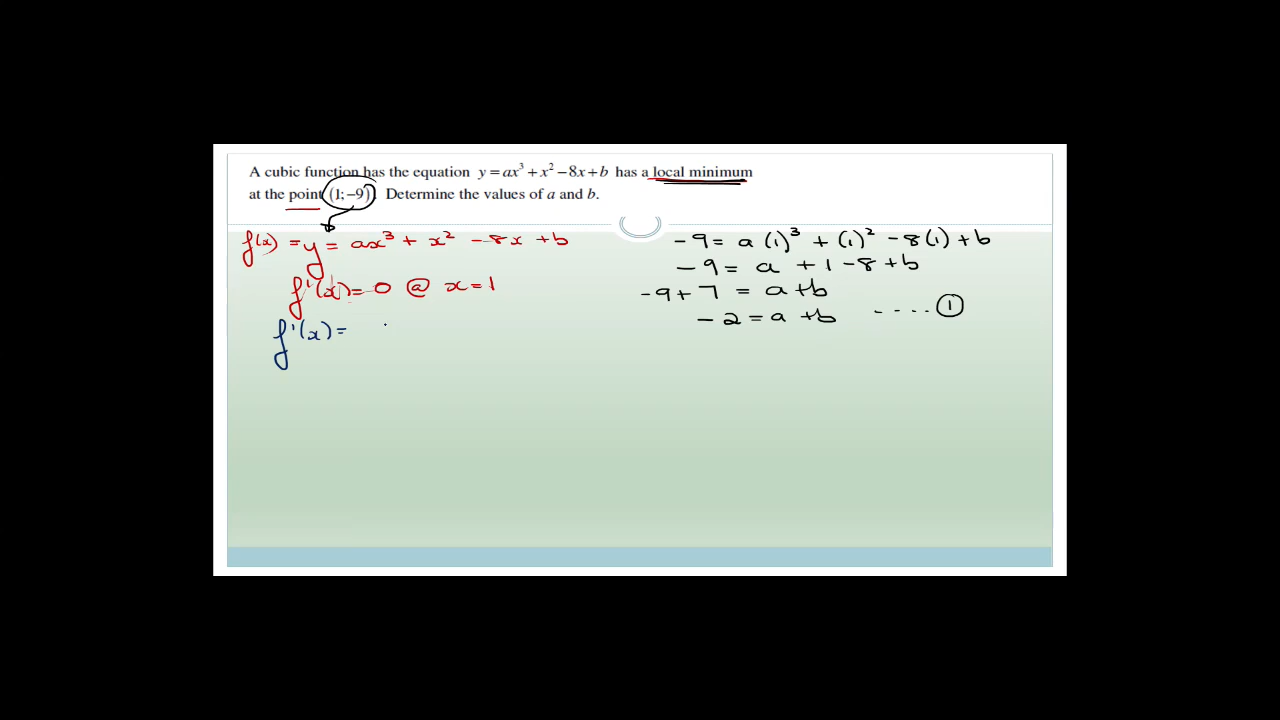 A cubic function has the equation y = ax³ + x² − 8x + b has a local minimum
at the point (1; −9). Determine the values of a and b.
f(x) = y = ax³ + x² − 8x + b
f'(x) = 0 @ x = 1
f'(x) =
−9 = a(1)³ + (1)² − 8(1) + b
−9 = a + 1 − 8 + b
−9 + 7 = a + b
−2 = a + b ---- ①